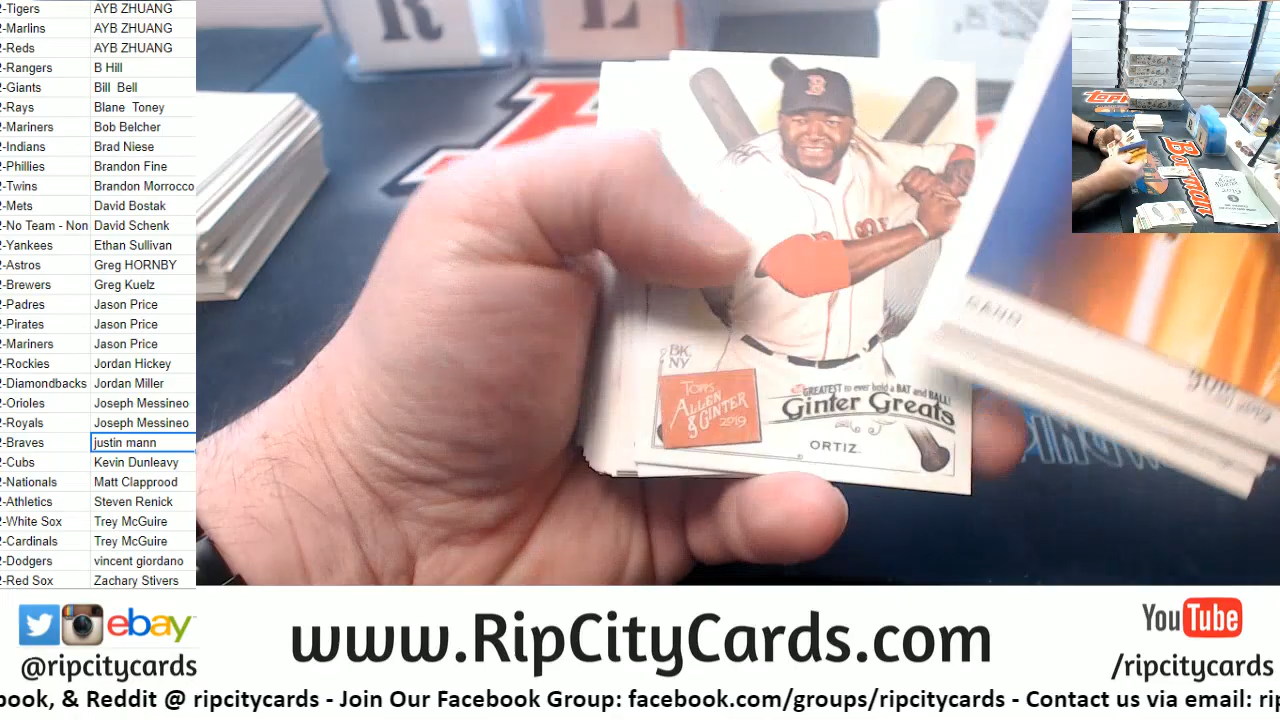 2-Tigers AYB ZHUANG
2-Marlins AYB ZHUANG
2-Reds AYB ZHUANG
2-Rangers B Hill
2-Giants Bill Bell
2-Rays Blane Toney
2-Mariners Bob Belcher
2-Indians Brad Niese
2-Phillies Brandon Fine
2-Twins Brandon Morrocco
2-Mets David Bostak
2-No Team - Non David Schenk
2-Yankees Ethan Sullivan
2-Astros Greg HORNBY
2-Brewers Greg Kuelz
2-Padres Jason Price
2-Pirates Jason Price
2-Mariners Jason Price
2-Rockies Jordan Hickey
2-Diamondbacks Jordan Miller
2-Orioles Joseph Messineo
2-Royals Joseph Messineo
2-Braves justin mann
2-Cubs Kevin Dunleavy
2-Nationals Matt Clapprood
2-Athletics Steven Renick
2-White Sox Trey McGuire
2-Cardinals Trey McGuire
2-Dodgers vincent giordano
2-Red Sox Zachary Stivers
R L
B
BK.
NY
TOPPS
ALLEN
& GINTER
2019
GREATEST to ever hold a BAT and BALL!
Ginter Greats
ORTIZ
Topps
Bowman
ebay
@ripcitycards
www.RipCityCards.com
YouTube
/ripcitycards
book, & Reddit @ ripcitycards - Join Our Facebook Group: facebook.com/groups/ripcitycards - Contact us via email: rip